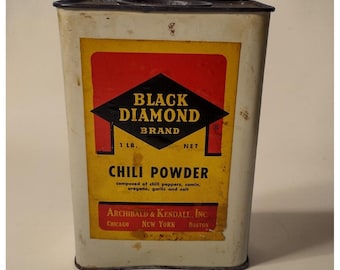 BLACK
DIAMOND
BRAND
1 LB. NET
CHILI POWDER
composed of chili peppers, cumin,
oregano, garlic and salt
ARCHIBALD & KENDALL, INC.
CHICAGO NEW YORK BOSTON